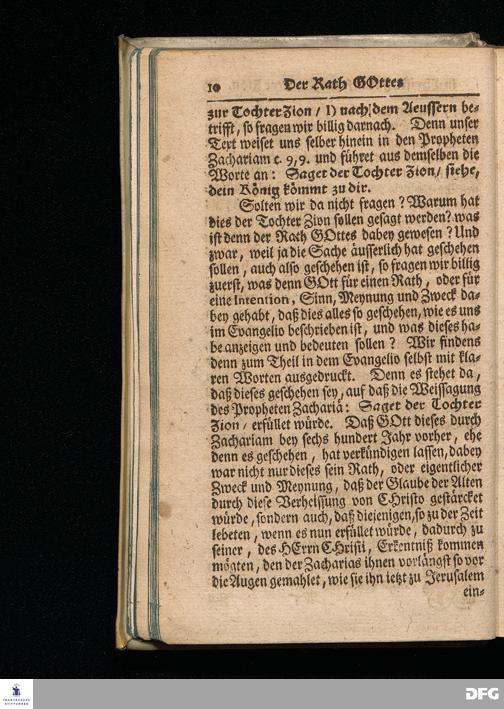 10 Der Rath GOttes
zur Tochter Zion / I) nach dem Aeussern be-
trifft, so fragen wir billig darnach. Denn unser
Text weiset uns selber hinein in den Propheten
Zachariam c. 9, 9. und führet aus demselben die
Worte an: Saget der Tochter Zion / siehe,
dein König kömmt zu dir.
Solten wir da nicht fragen? Warum hat
dies der Tochter Zion sollen gesagt werden? was
ist denn der Rath GOttes dabey gewesen? Und
zwar, weil ja die Sache äusserlich hat geschehen
sollen, auch also geschehen ist, so fragen wir billig
zuerst, was denn GOtt für einen Rath, oder für
eine Intention, Sinn, Meynung und Zweck da-
bey gehabt, daß dies alles so geschehen, wie es uns
im Evangelio beschrieben ist, und was dieses ha-
be anzeigen und bedeuten sollen? Wir findens
denn zum Theil in dem Evangelio selbst mit kla-
ren Worten ausgedruckt. Denn es stehet da,
daß dieses geschehen sey, auf daß die Weissagung
des Propheten Zachariä: Saget der Tochter
Zion / erfüllet würde. Daß GOtt dieses durch
Zachariam bey sechs hundert Jahr vorher, ehe
denn es geschehen, hat verkündigen lassen, dabey
war nicht nur dieses sein Rath, oder eigentlicher
Zweck und Meynung, daß der Glaube der Alten
durch diese Verheissung von CHristo gestärcket
würde, sondern auch, daß diejenigen, so zu der Zeit
lebeten, wenn es nun erfüllet würde, dadurch zu
seiner, des HErrn CHristi, Erkentniß kommen
mögten, den der Zacharias ihnen vorlängst so vor
die Augen gemahlet, wie sie ihn ietzt zu Jerusalem
ein-
FRANCKESCHE
STIFTUNGEN
DFG